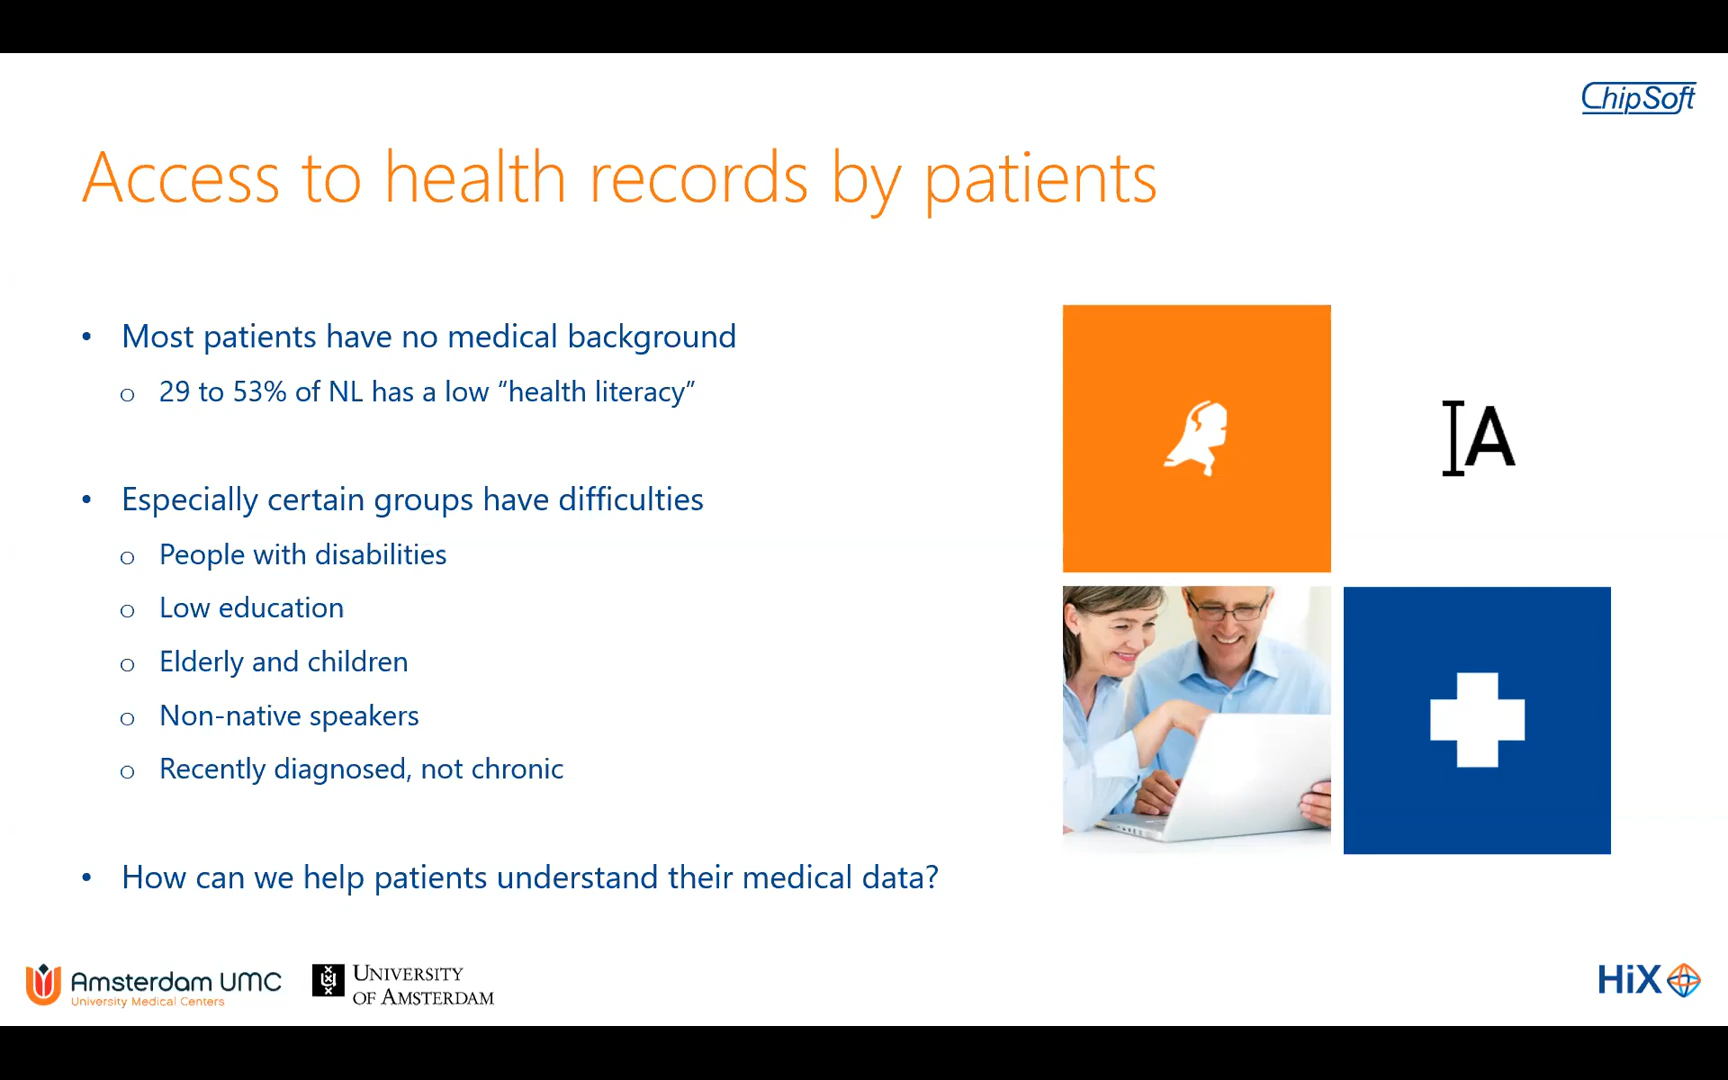 ChipSoft
Access to health records by patients
• Most patients have no medical background
o 29 to 53% of NL has a low “health literacy”
• Especially certain groups have difficulties
o People with disabilities
o Low education
o Elderly and children
o Non-native speakers
o Recently diagnosed, not chronic
• How can we help patients understand their medical data?
A
Amsterdam UMC
University Medical Centers
UNIVERSITY
OF AMSTERDAM
HiX